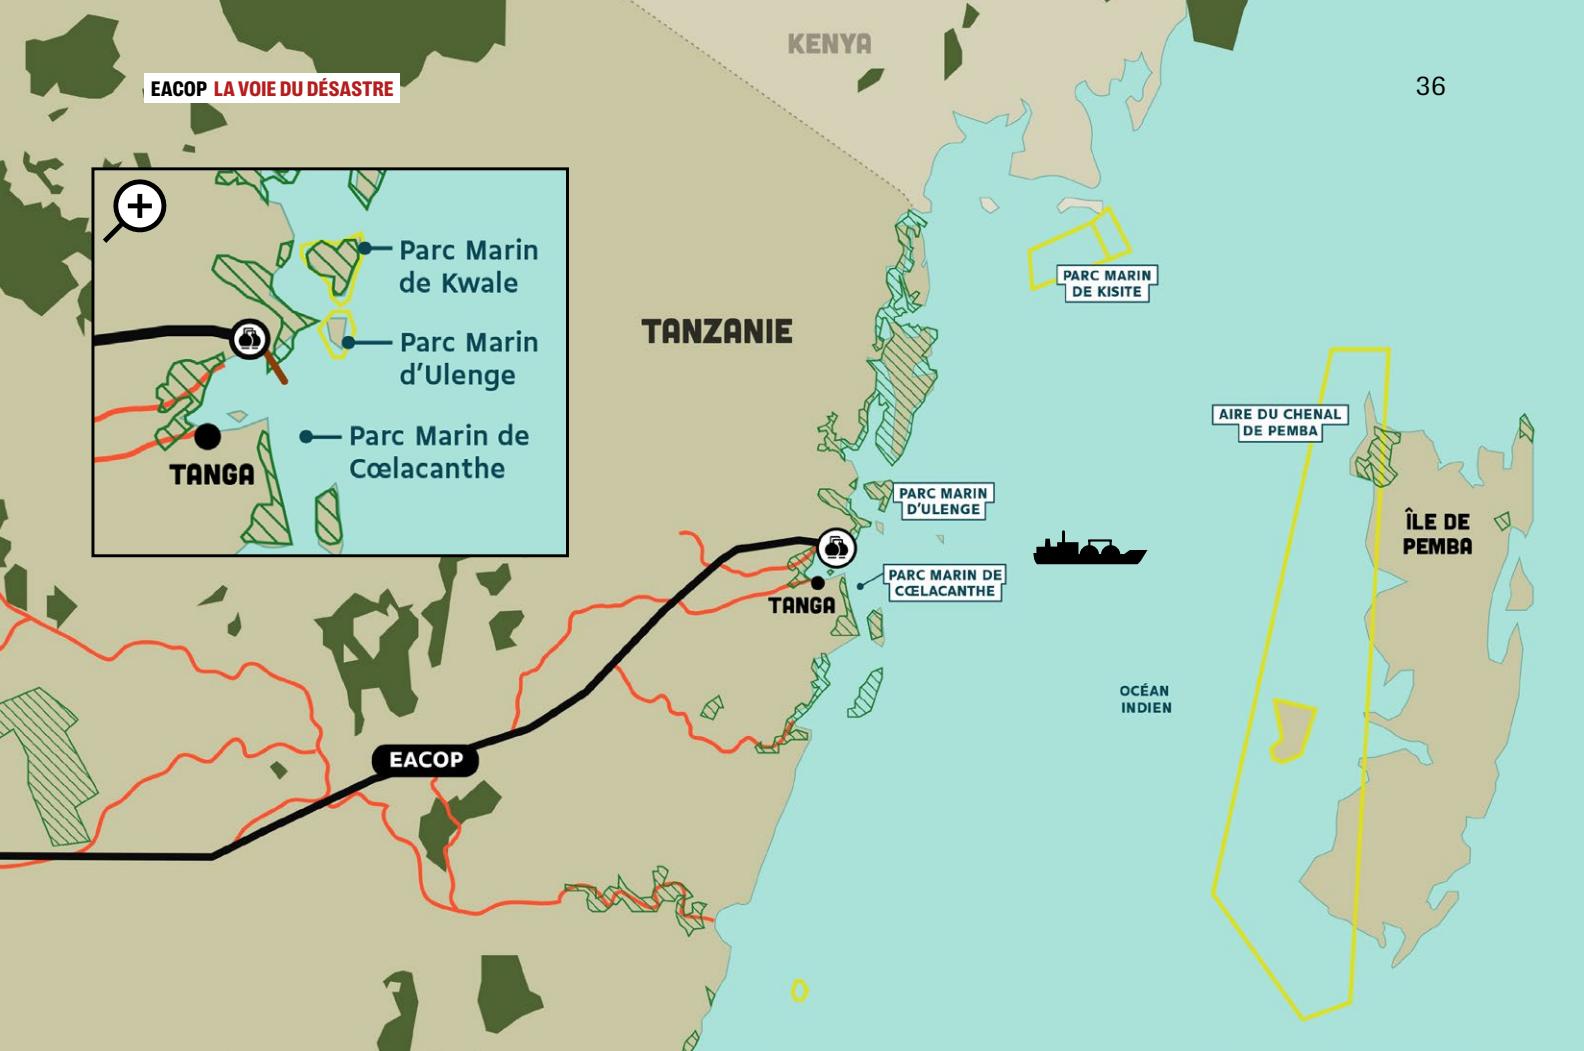 EACOP LA VOIE DU DÉSASTRE
36
KENYA
Parc Marin
de Kwale
Parc Marin
d'Ulenge
Parc Marin de
Cœlacanthe
TANGA
TANZANIE
PARC MARIN
DE KISITE
AIRE DU CHENAL
DE PEMBA
PARC MARIN
D'ULENGE
ÎLE DE
PEMBA
PARC MARIN DE
CŒLACANTHE
TANGA
OCÉAN
INDIEN
EACOP